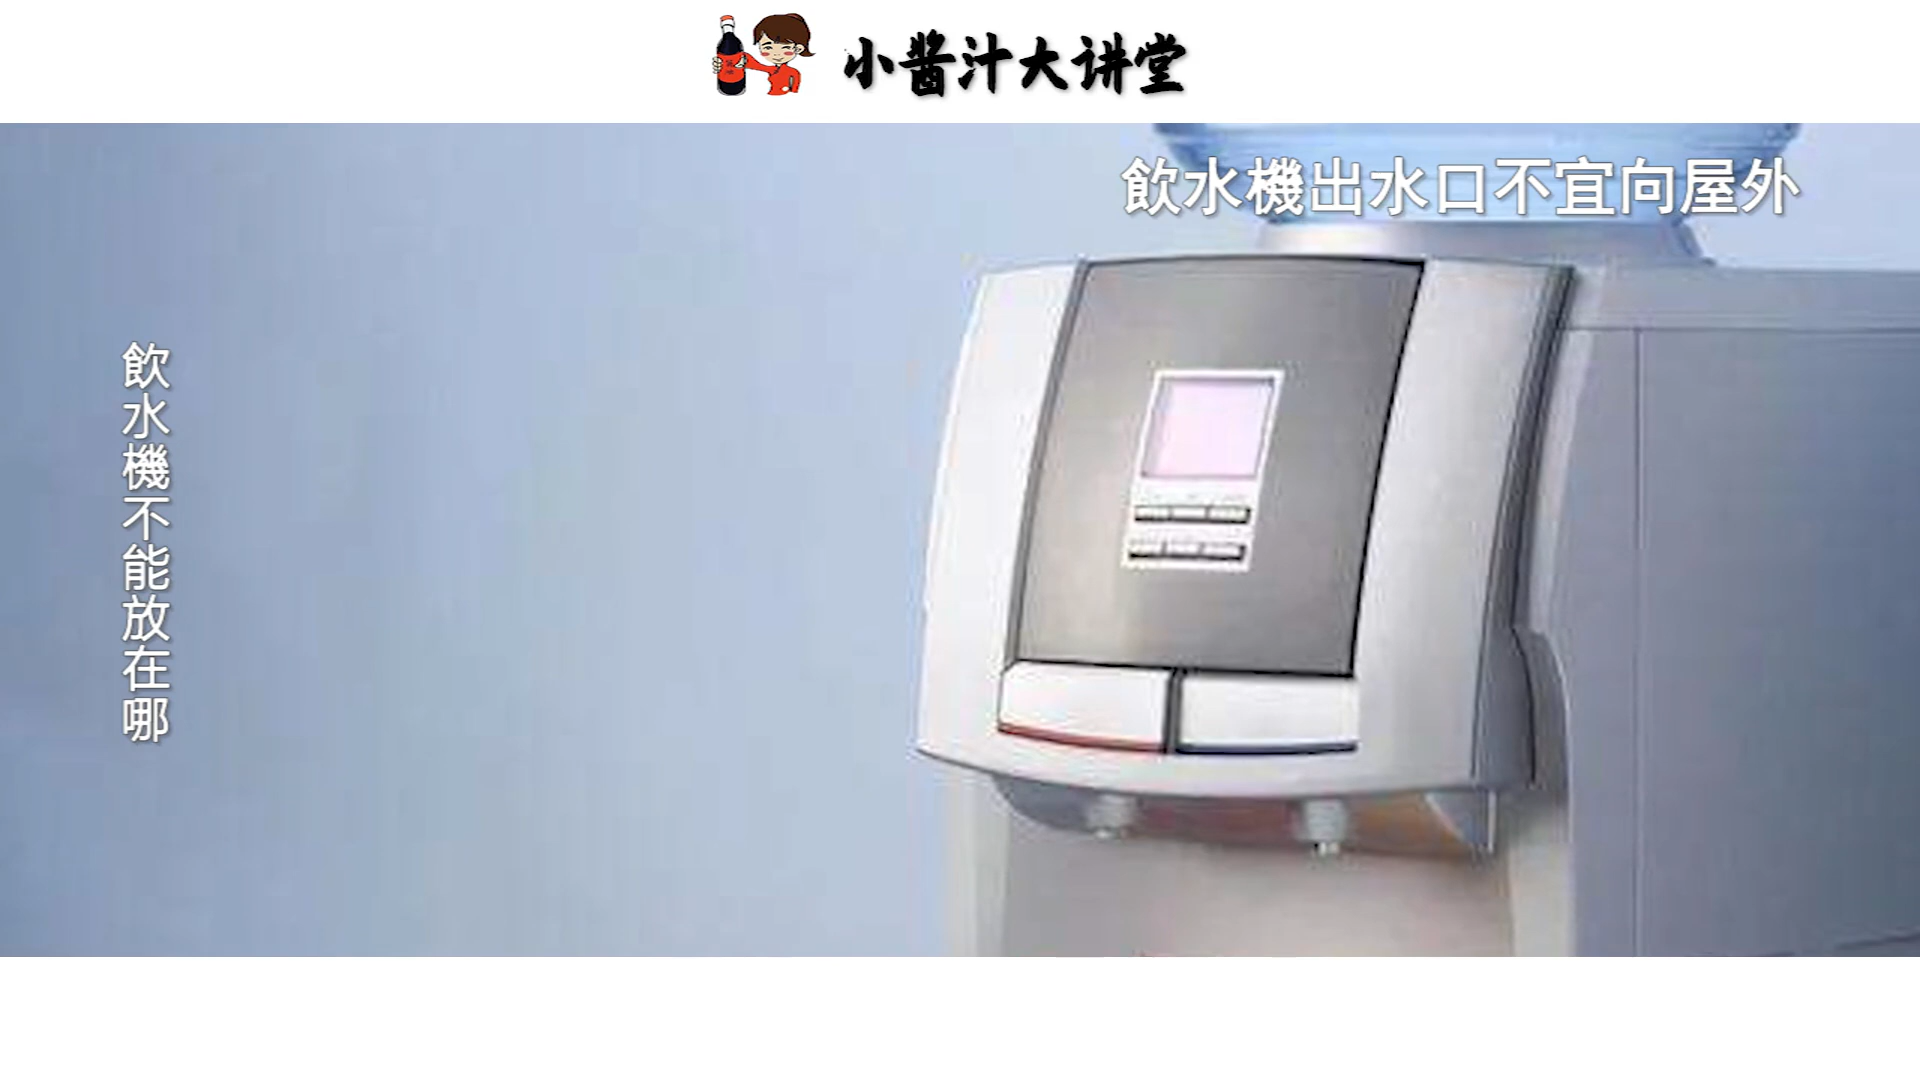 小酱汁大讲堂
飲水機出水口不宜向屋外
飲水機不能放在哪